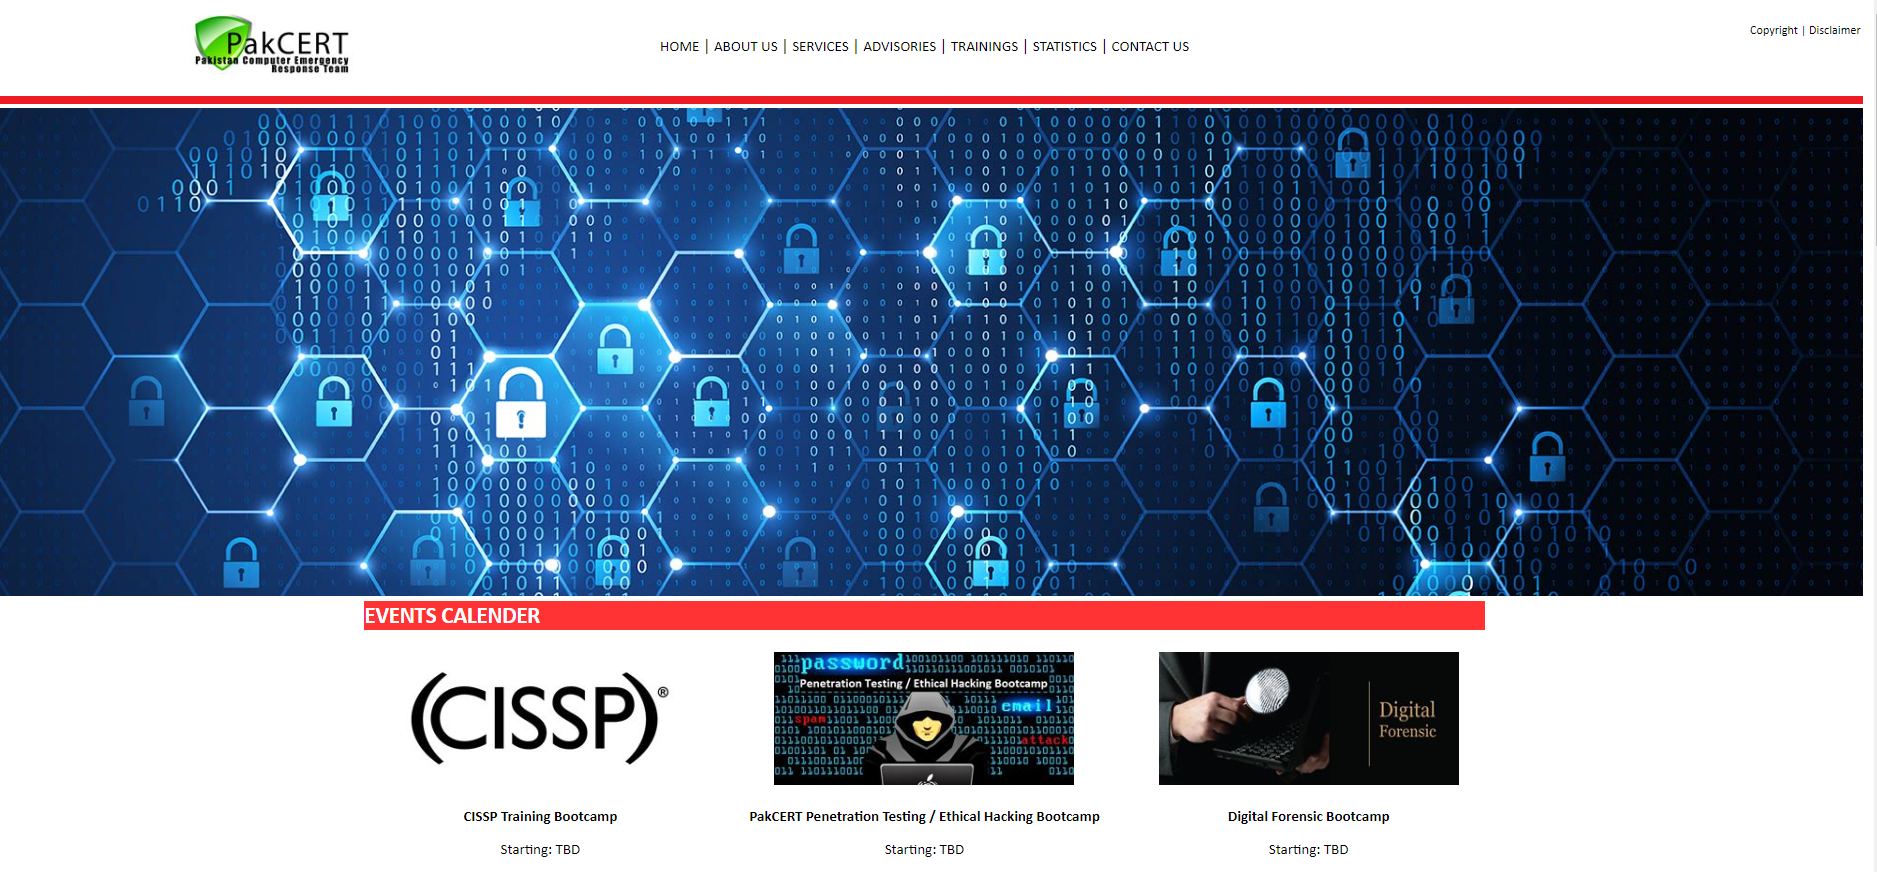 PakCERT
Pakistan Computer Emergency
Response Team
HOME | ABOUT US | SERVICES | ADVISORIES | TRAININGS | STATISTICS | CONTACT US
Copyright | Disclaimer
EVENTS CALENDER
(CISSP)®
password
Penetration Testing / Ethical Hacking Bootcamp
email
spam
attack
Digital
Forensic
CISSP Training Bootcamp
PakCERT Penetration Testing / Ethical Hacking Bootcamp
Digital Forensic Bootcamp
Starting: TBD
Starting: TBD
Starting: TBD